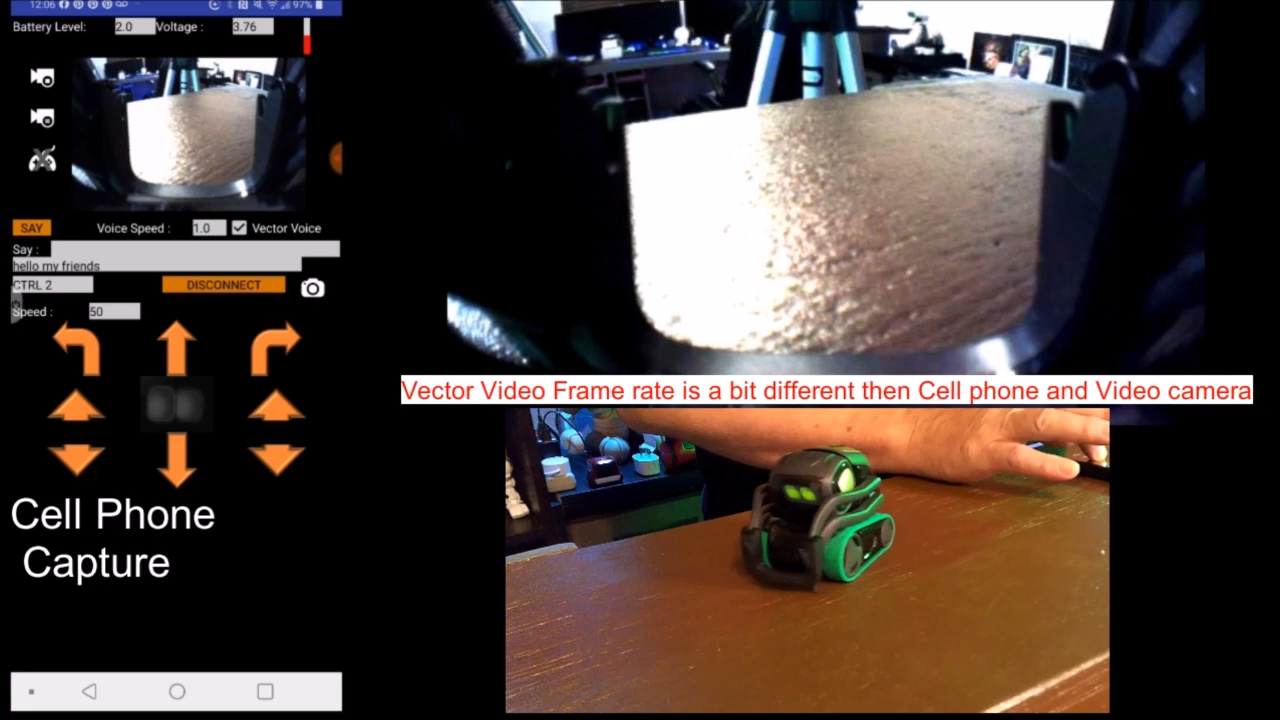 12:06 97%
Battery Level: 2.0 Voltage : 3.76
SAY Voice Speed : 1.0 Vector Voice
Say :
hello my friends
CTRL 2 DISCONNECT
Speed : 50
Cell Phone
Capture
Vector Video Frame rate is a bit different then Cell phone and Video camera